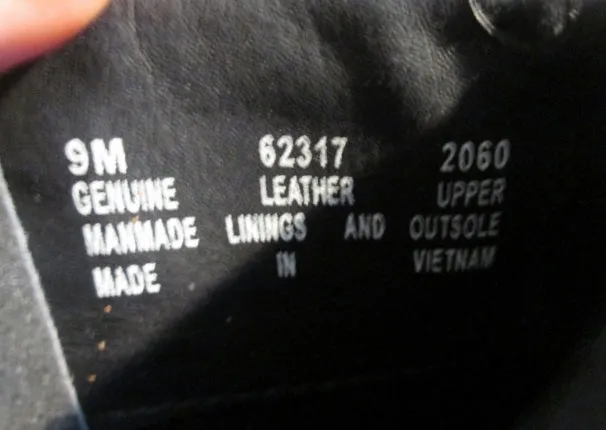 9M 62317 2060
GENUINE LEATHER UPPER
MANMADE LININGS AND OUTSOLE
MADE IN VIETNAM